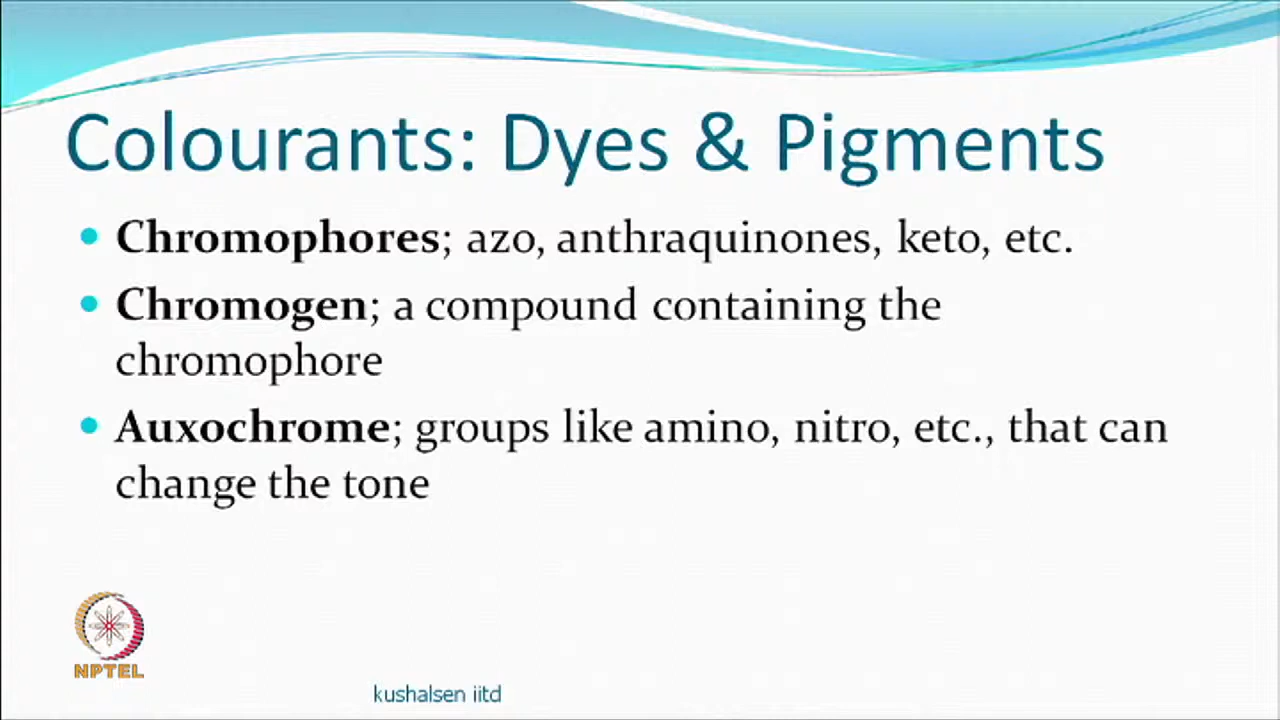 Colourants: Dyes & Pigments
Chromophores; azo, anthraquinones, keto, etc.
Chromogen; a compound containing the
chromophore
Auxochrome; groups like amino, nitro, etc., that can
change the tone
NPTEL
kushalsen iitd